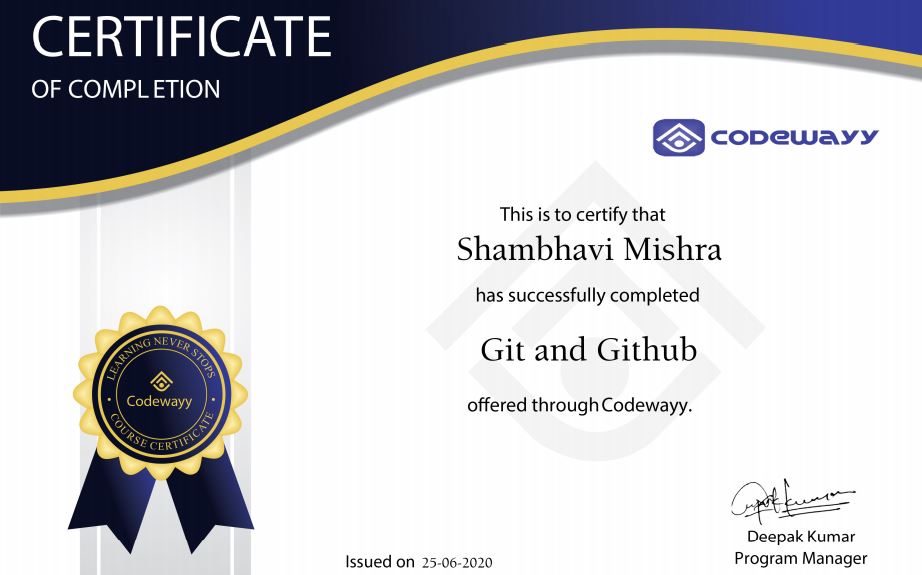 CERTIFICATE
OF COMPLETION
CODEWAYY
This is to certify that
Shambhavi Mishra
has successfully completed
Git and Github
offered through Codewayy.
LEARNING NEVER STOPS
Codewayy
COURSE CERTIFICATE
Deepak Kumar
Program Manager
Issued on 25-06-2020